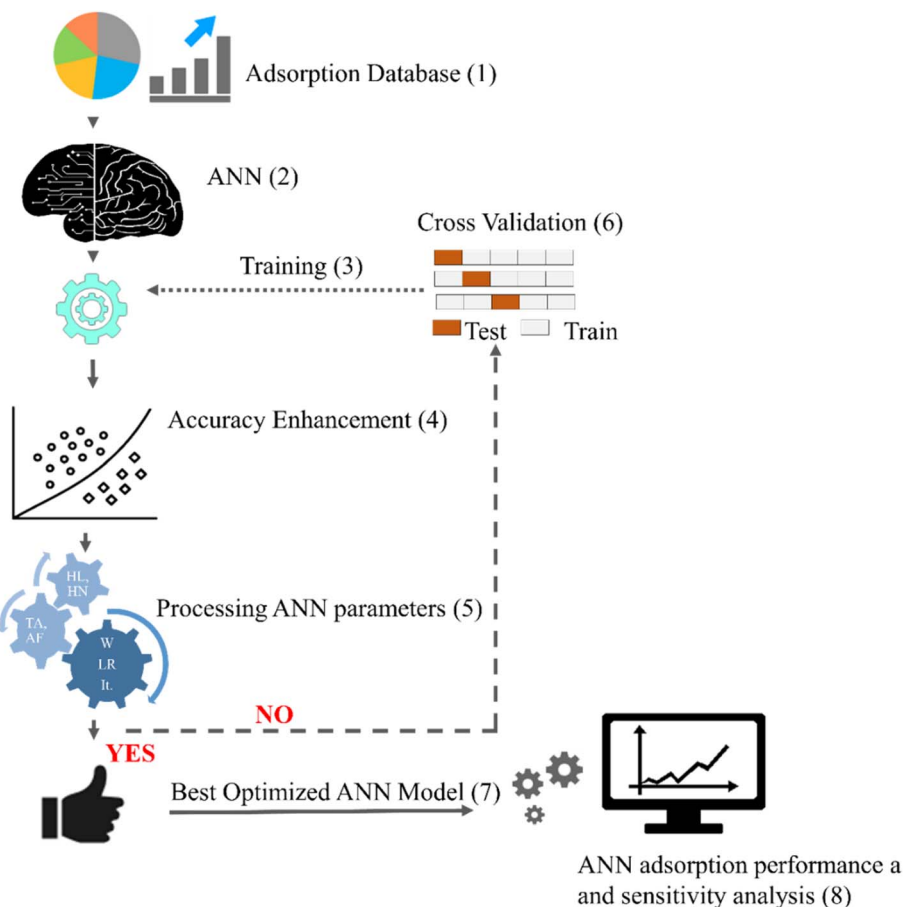 Adsorption Database (1)
ANN (2)
Cross Validation (6)
Training (3)
Test
Train
Accuracy Enhancement (4)
HL,
HN
TA,
AF
Processing ANN parameters (5)
W
LR
It.
NO
YES
Best Optimized ANN Model (7)
ANN adsorption performance a
and sensitivity analysis (8)